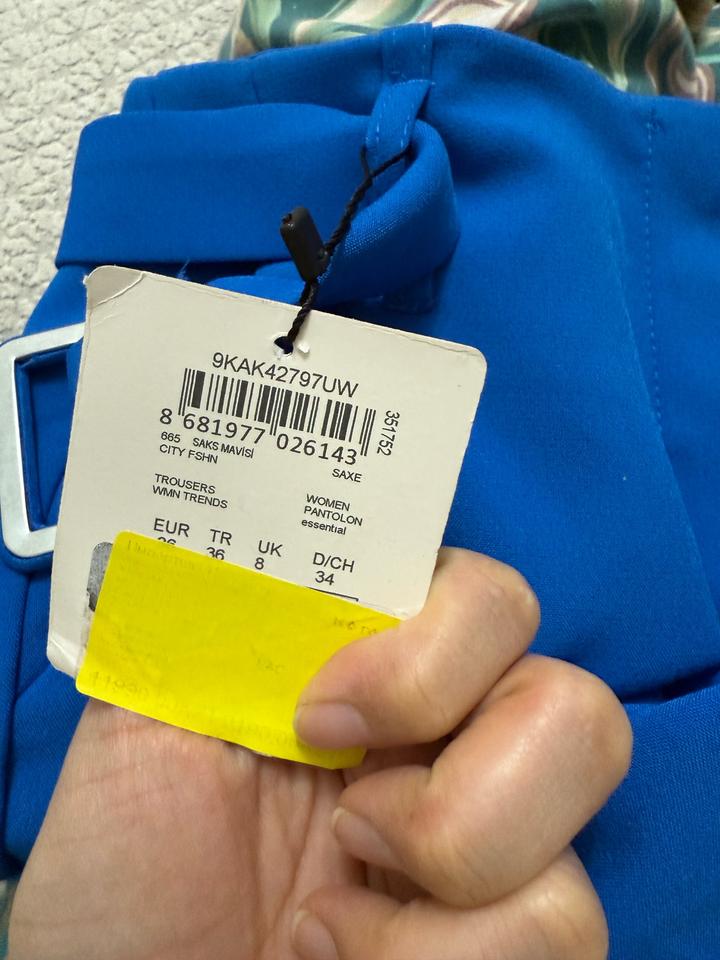 9KAK42797UW
8 681977 026143
351752
665 SAKS MAVİSİ
CITY FSHN
SAXE
TROUSERS
WMN TRENDS
WOMEN
PANTOLON
essential
EUR TR UK D/CH
36 36 8 34